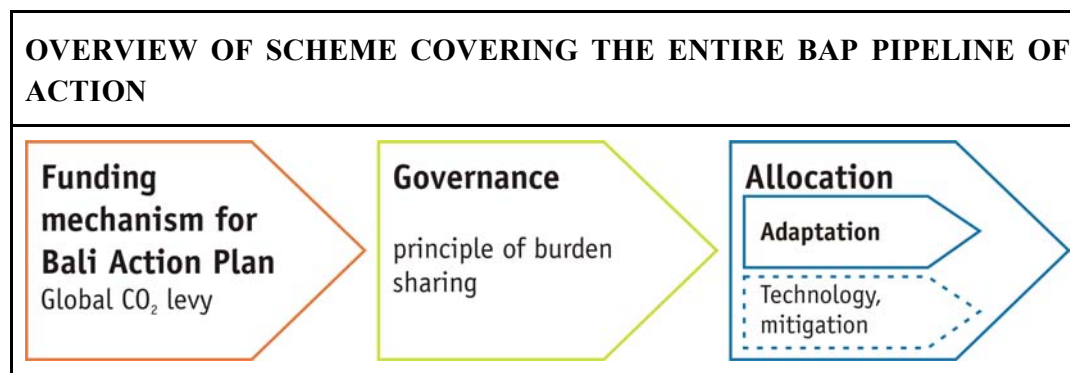 OVERVIEW OF SCHEME COVERING THE ENTIRE BAP PIPELINE OF
ACTION
Funding
mechanism for
Bali Action Plan
Global CO₂ levy
Governance
principle of burden
sharing
Allocation
Adaptation
Technology,
mitigation